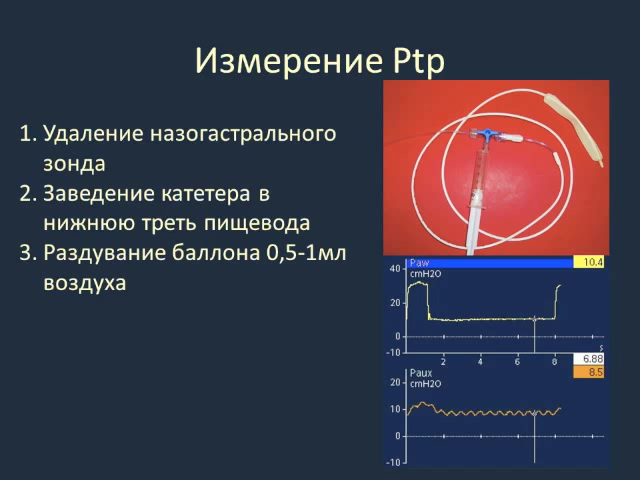 Измерение Ptp
1. Удаление назогастрального
зонда
2. Заведение катетера в
нижнюю треть пищевода
3. Раздувание баллона 0,5-1мл
воздуха
Paw 10.4
40 cmH2O
20
0
s
-10 2 4 6 8
6.88
Paux 8.5
20 cmH2O
10
0
-10